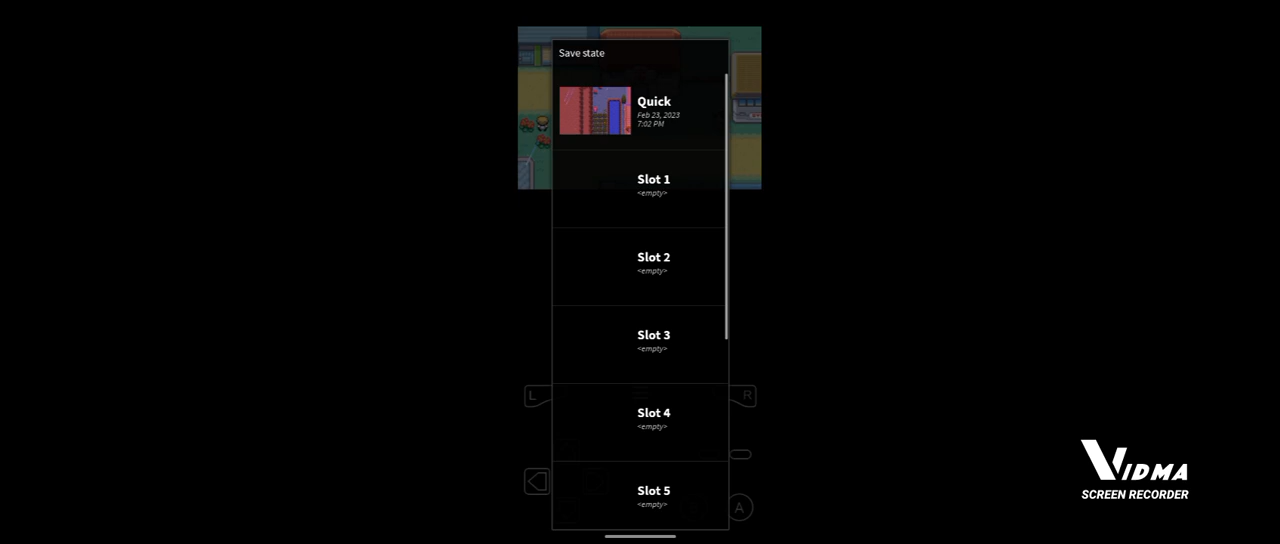 Save state
Quick
Feb 23, 2023
7:02 PM
Slot 1
<empty>
Slot 2
<empty>
Slot 3
<empty>
L
R
Slot 4
<empty>
Slot 5
<empty>
A
VIDMA
SCREEN RECORDER